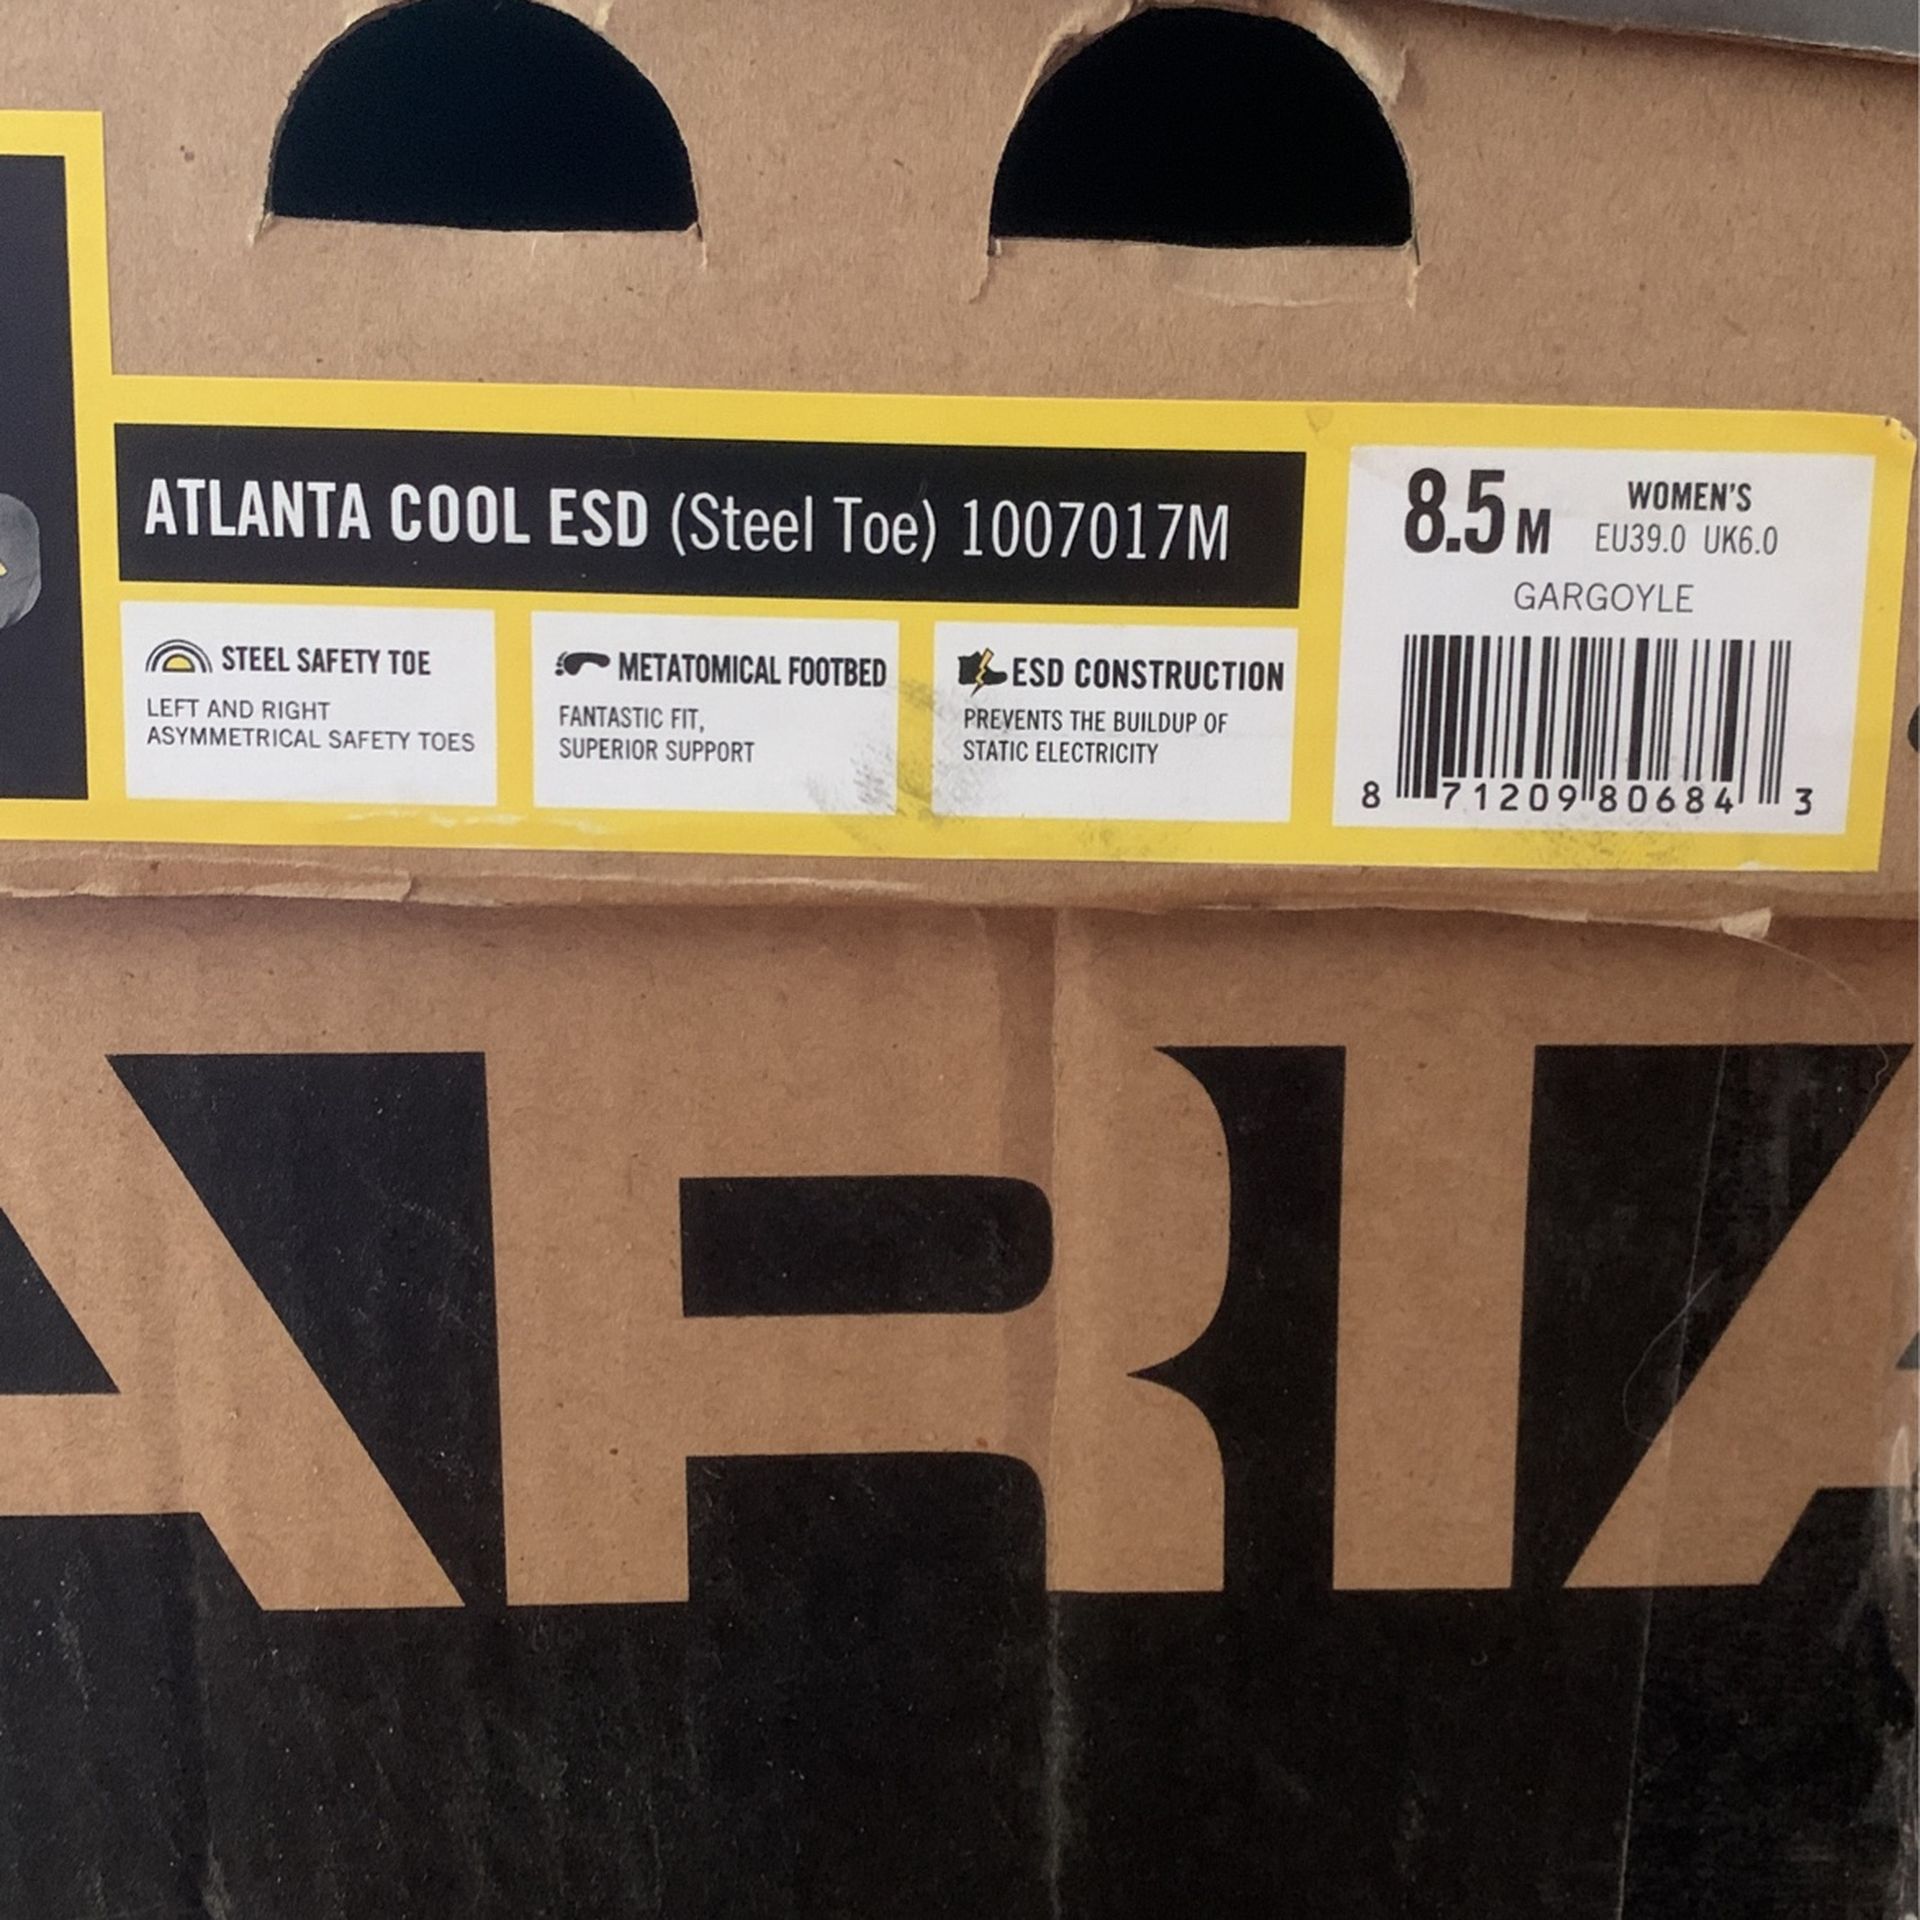 ATLANTA COOL ESD (Steel Toe) 1007017M
STEEL SAFETY TOE
LEFT AND RIGHT
ASYMMETRICAL SAFETY TOES
METATOMICAL FOOTBED
FANTASTIC FIT,
SUPERIOR SUPPORT
ESD CONSTRUCTION
PREVENTS THE BUILDUP OF
STATIC ELECTRICITY
8.5 M
WOMEN'S
EU39.0 UK6.0
GARGOYLE
8 71209 80684 3